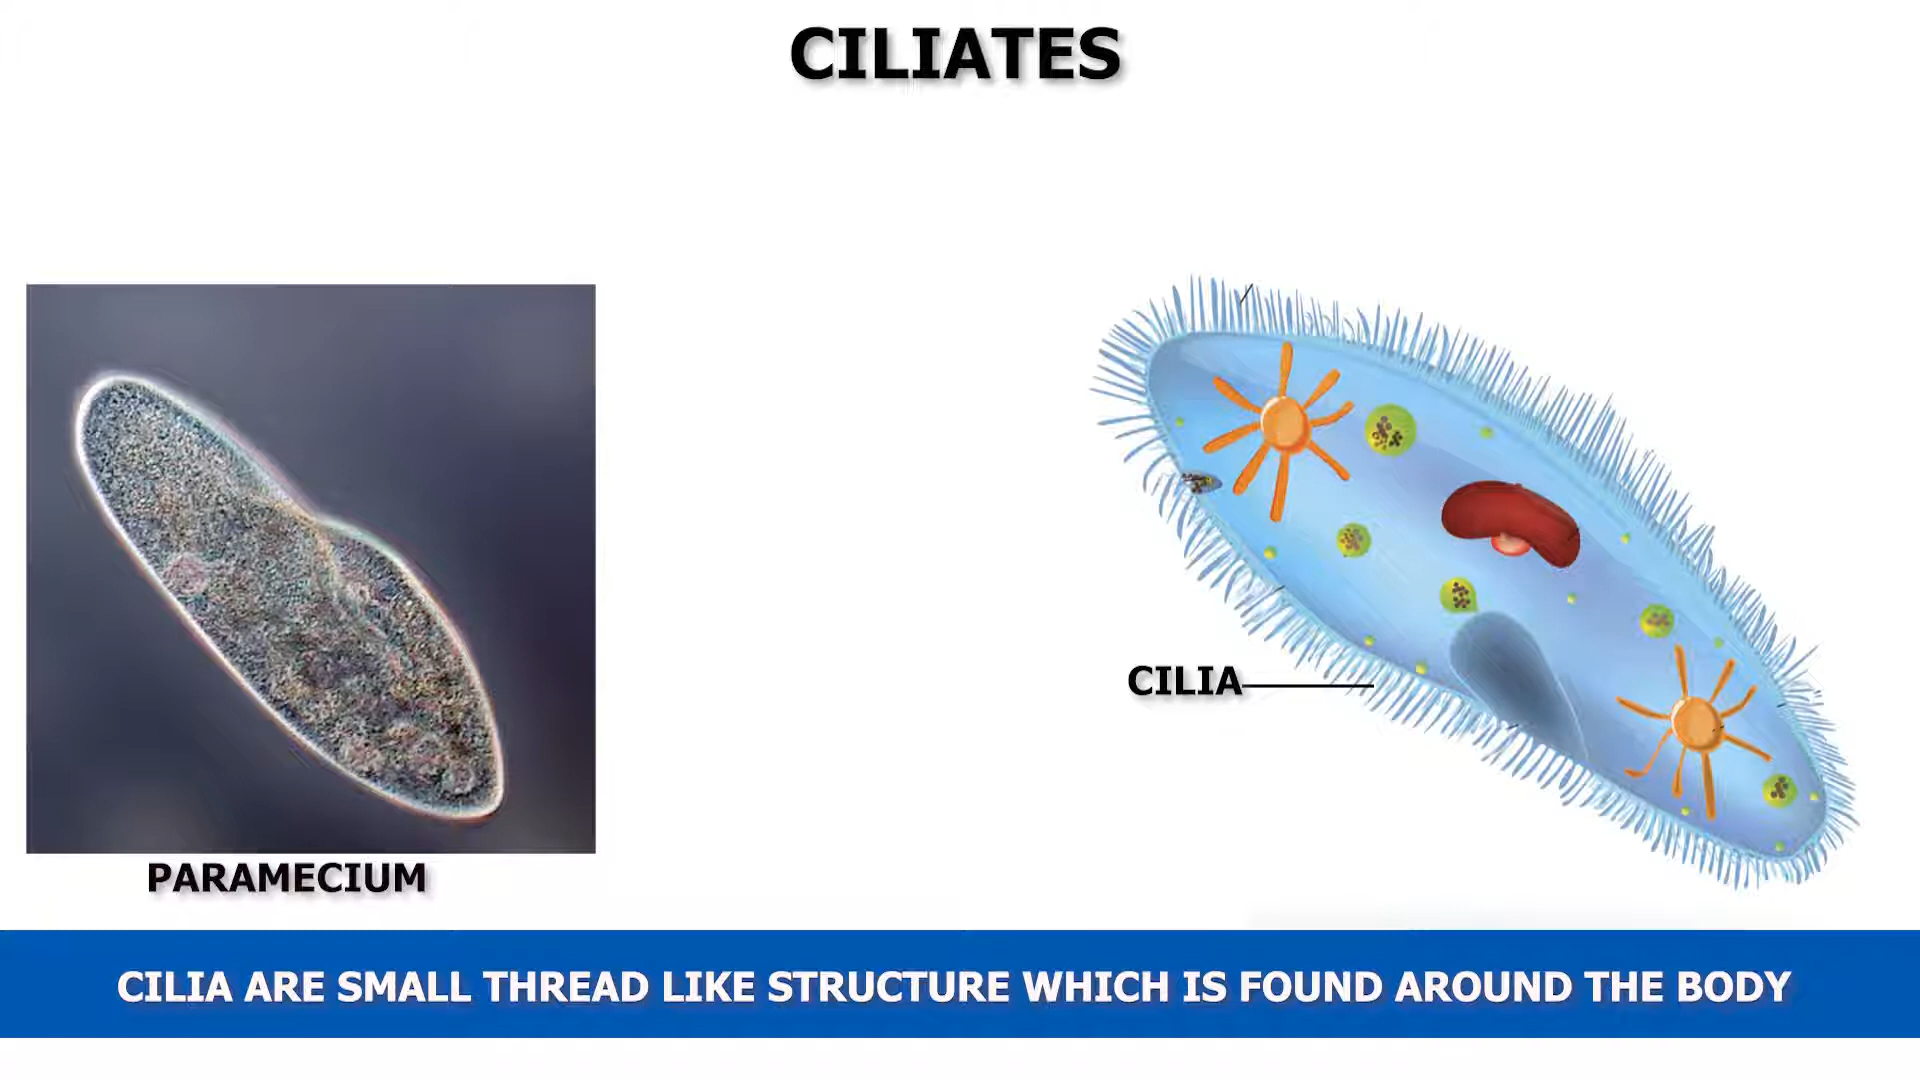 CILIATES
CILIA
PARAMECIUM
CILIA ARE SMALL THREAD LIKE STRUCTURE WHICH IS FOUND AROUND THE BODY